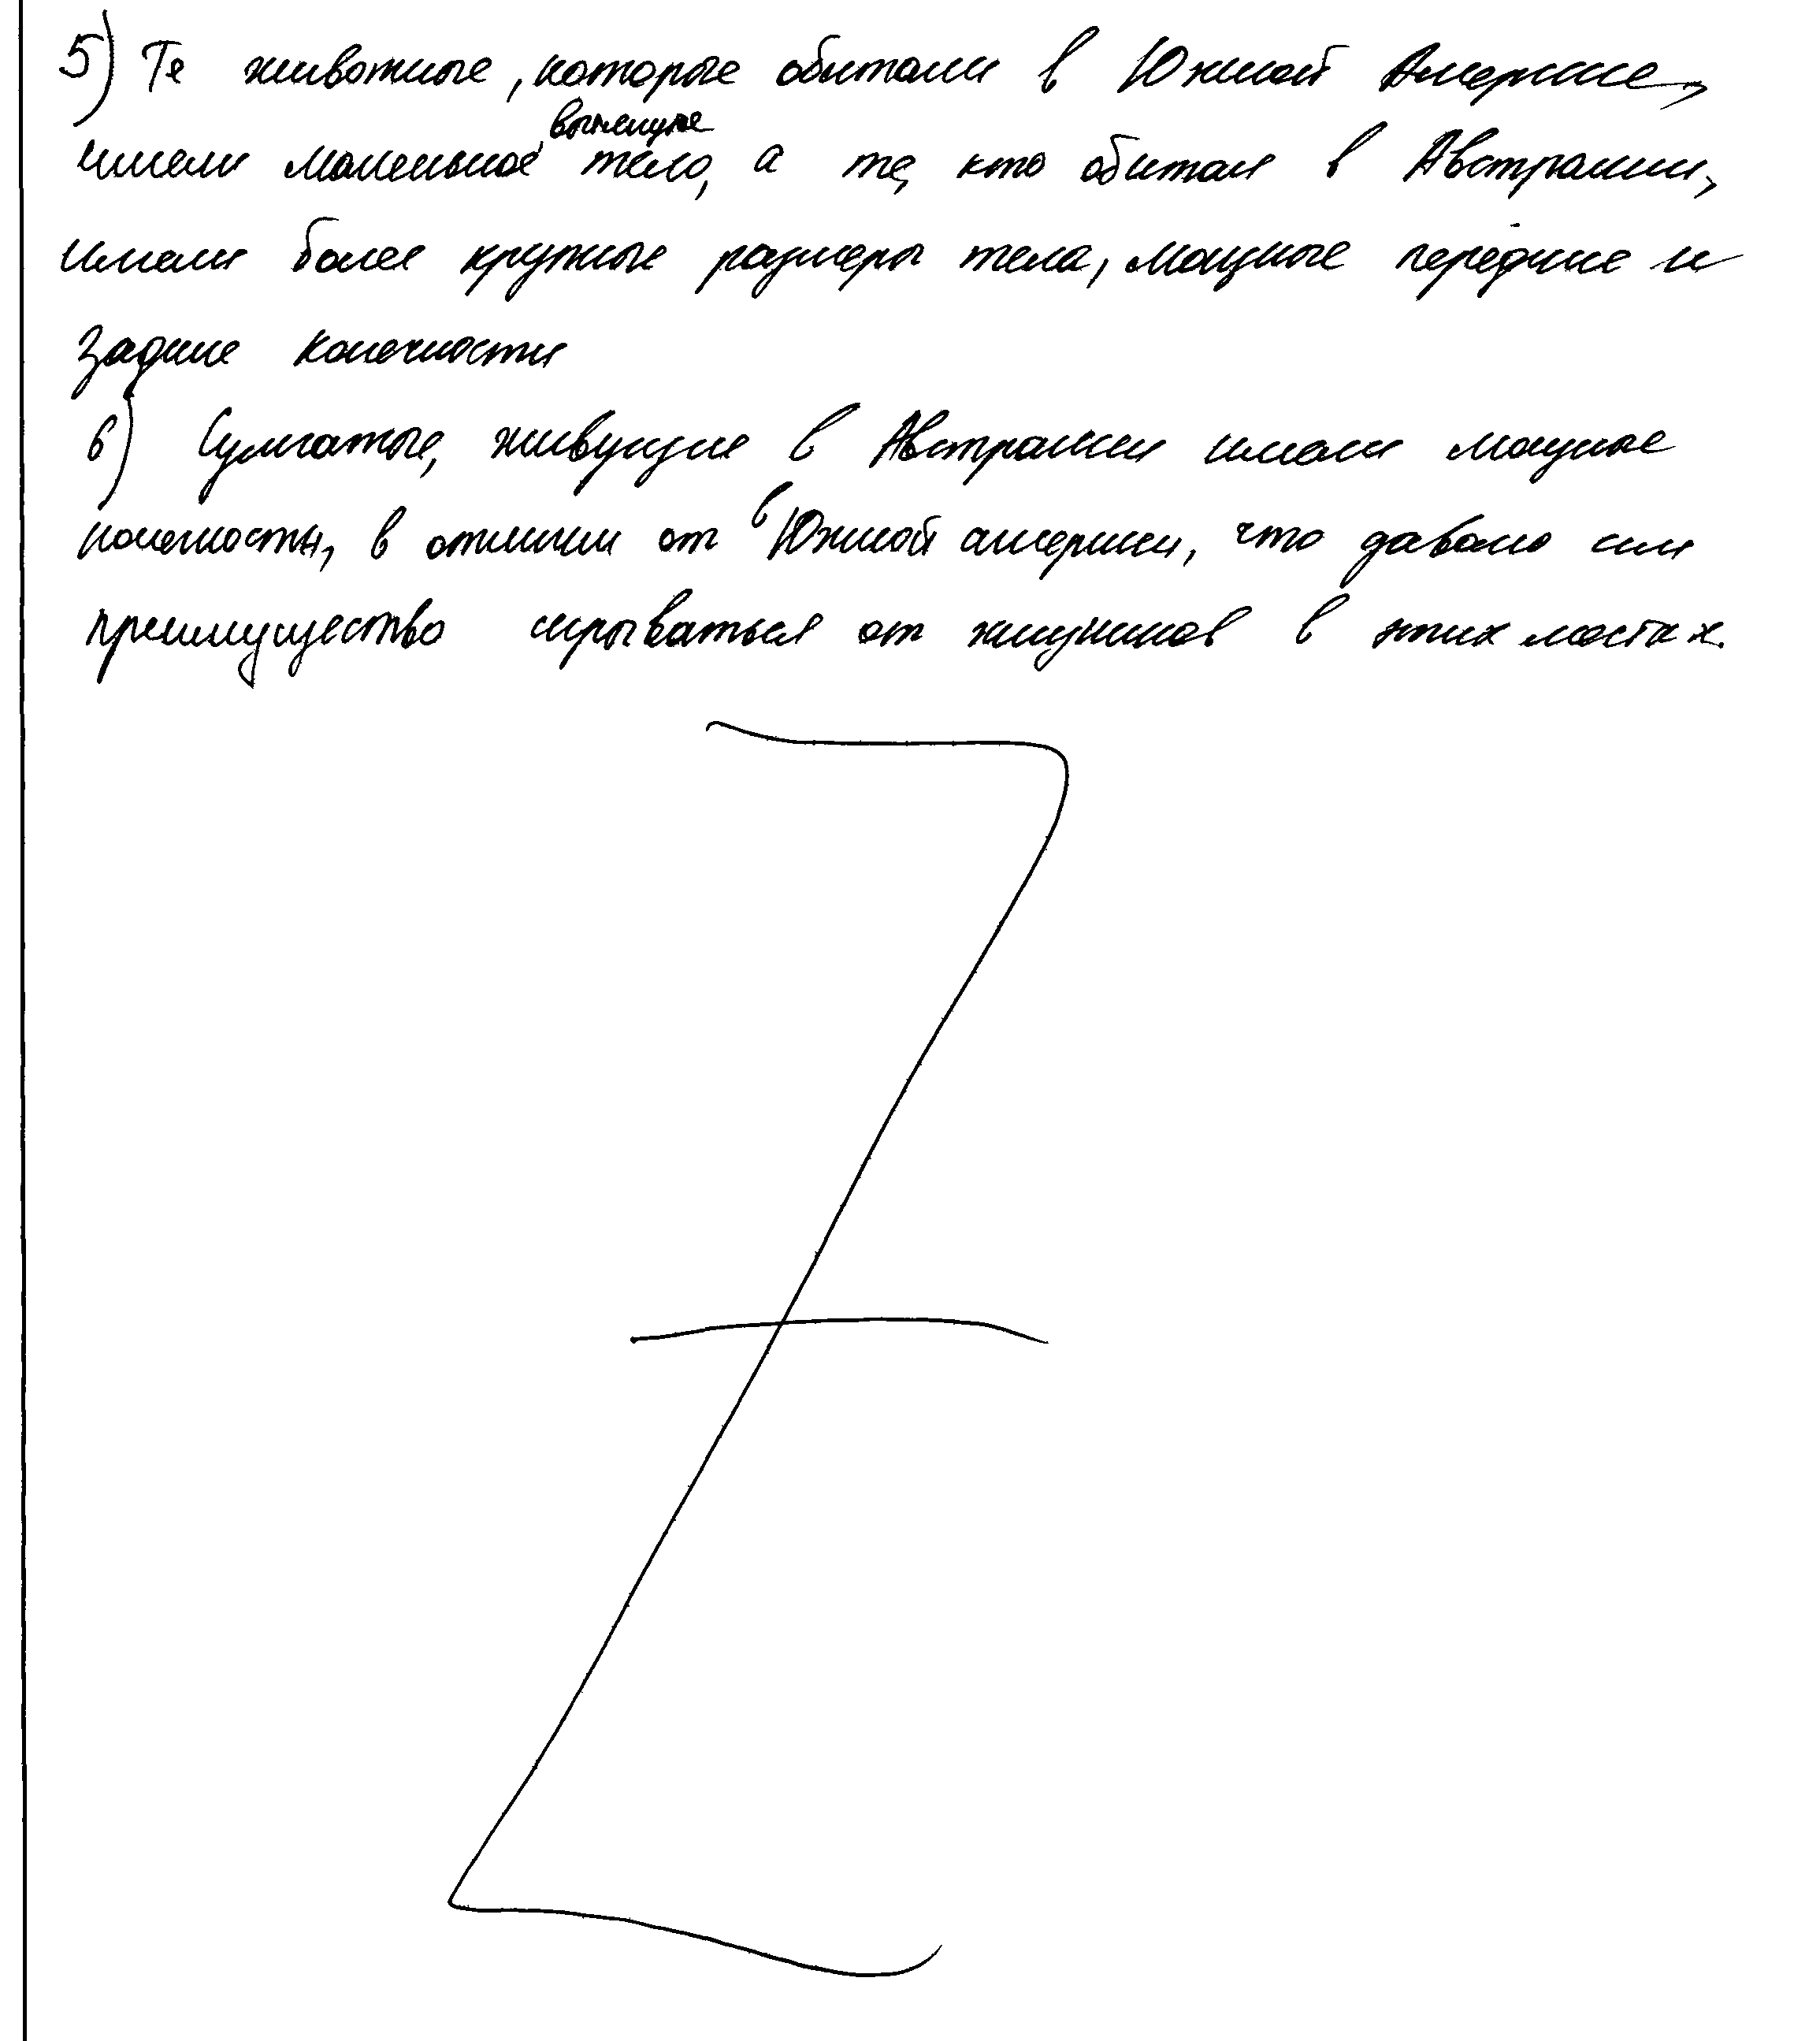 5) Те животные, которые обитали в Южной Америке,
имели маленькое, вытянутое тело, а те, кто обитал в Австралии,
имели более крупные размеры тела, мощные передние и
задние конечности
6) Сумчатые, живущие в Австралии имели мощные
конечности, в отличии от в Южной америки, что давало им
преимущество скрываться от хищников в этих местах.